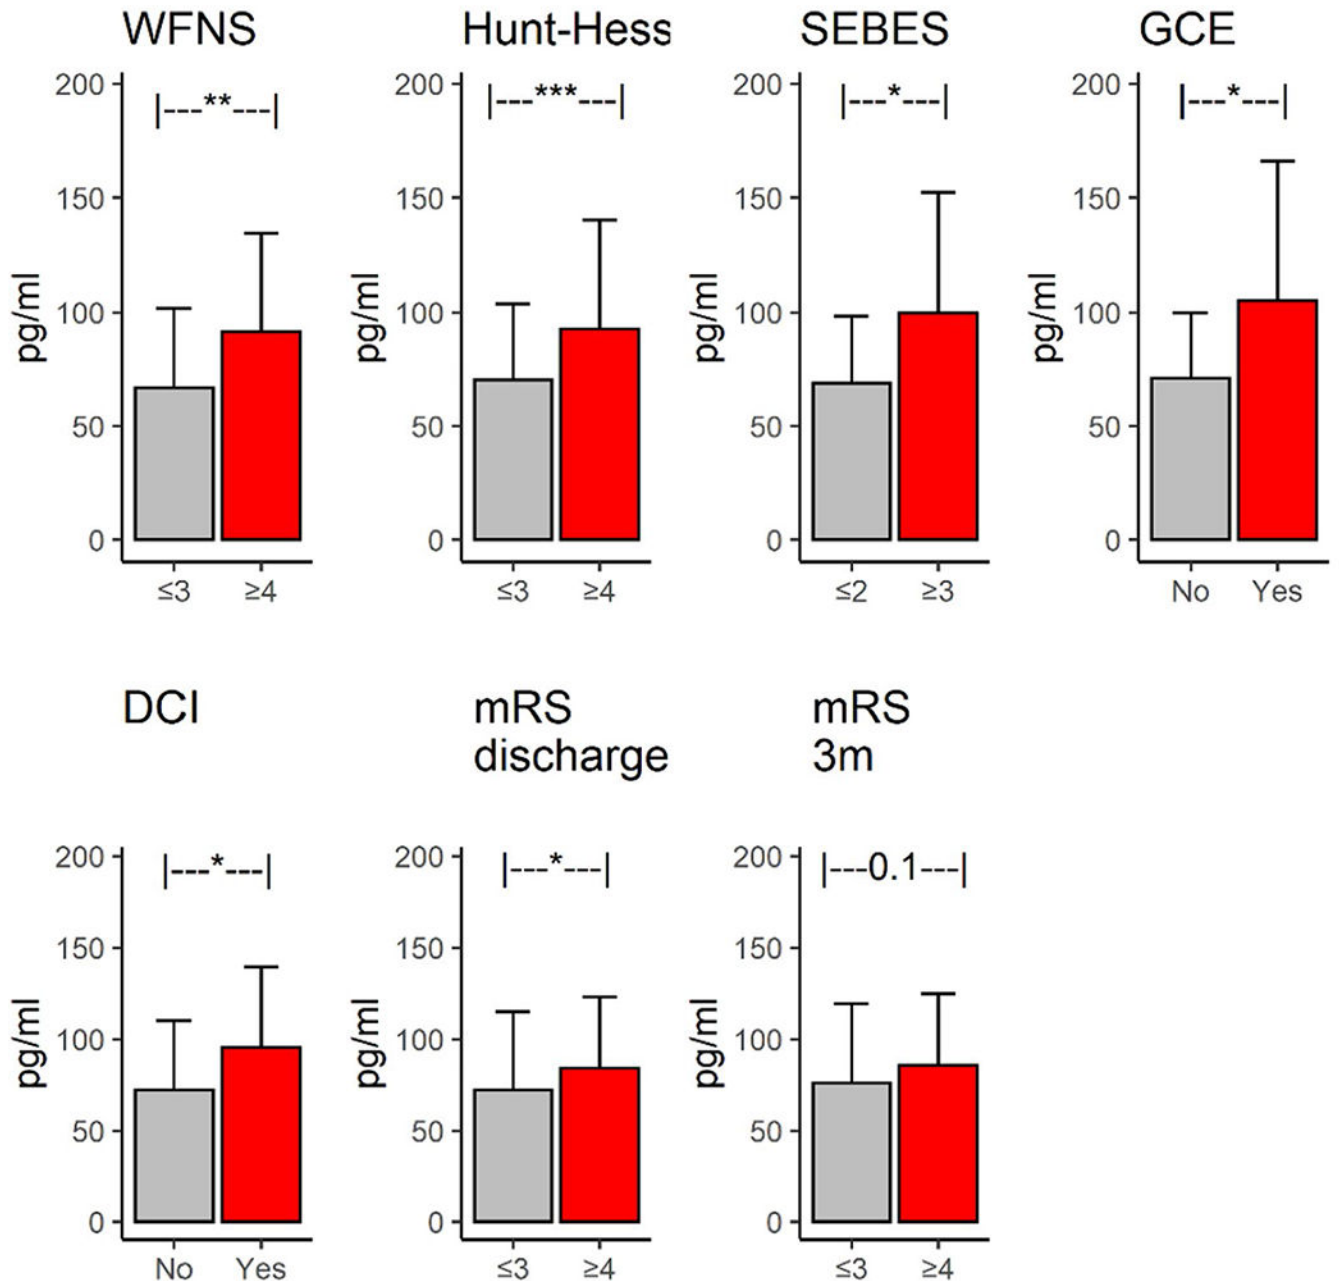 WFNS
Hunt-Hess
SEBES
GCE
200
|---**---|
150
100
50
0
pg/ml
≤3
≥4
200
|---***---|
150
100
50
0
pg/ml
≤3
≥4
200
|---*---|
150
100
50
0
pg/ml
≤2
≥3
200
|---*---|
150
100
50
0
pg/ml
No
Yes
DCI
mRS
discharge
mRS
3m
200
|---*---|
150
100
50
0
pg/ml
No
Yes
200
|---*---|
150
100
50
0
pg/ml
≤3
≥4
200
|---0.1---|
150
100
50
0
pg/ml
≤3
≥4